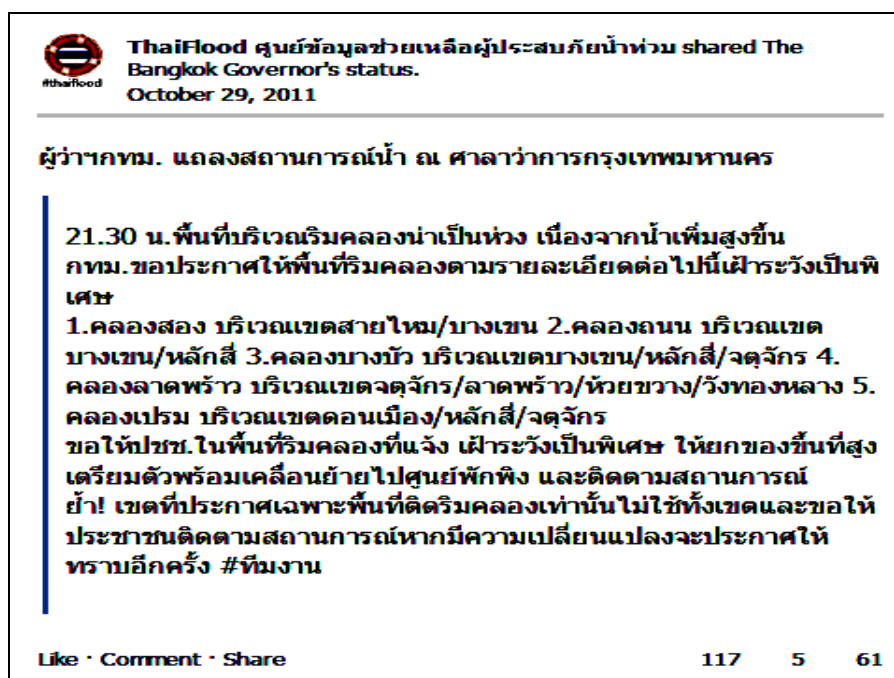 #thaiflood
ThaiFlood ศูนย์ข้อมูลช่วยเหลือผู้ประสบภัยน้ำท่วม shared The
Bangkok Governor's status.
October 29, 2011
ผู้ว่าฯกทม. แถลงสถานการณ์น้ำ ณ ศาลาว่าการกรุงเทพมหานคร
21.30 น.พื้นที่บริเวณริมคลองน่าเป็นห่วง เนื่องจากน้ำเพิ่มสูงขึ้น
กทม.ขอประกาศให้พื้นที่ริมคลองตามรายละเอียดต่อไปนี้เฝ้าระวังเป็นพิ
เศษ
1.คลองสอง บริเวณเขตสายไหม/บางเขน 2.คลองถนน บริเวณเขต
บางเขน/หลักสี่ 3.คลองบางบัว บริเวณเขตบางเขน/หลักสี่/จตุจักร 4.
คลองลาดพร้าว บริเวณเขตจตุจักร/ลาดพร้าว/ห้วยขวาง/วังทองหลาง 5.
คลองเปรม บริเวณเขตดอนเมือง/หลักสี่/จตุจักร
ขอให้ปชช.ในพื้นที่ริมคลองที่แจ้ง เฝ้าระวังเป็นพิเศษ ให้ยกของขึ้นที่สูง
เตรียมตัวพร้อมเคลื่อนย้ายไปศูนย์พักพิง และติดตามสถานการณ์
ย้ำ! เขตที่ประกาศเฉพาะพื้นที่ติดริมคลองเท่านั้นไม่ใช้ทั้งเขตและขอให้
ประชาชนติดตามสถานการณ์หากมีความเปลี่ยนแปลงจะประกาศให้
ทราบอีกครั้ง #ทีมงาน
Like · Comment · Share 117 5 61